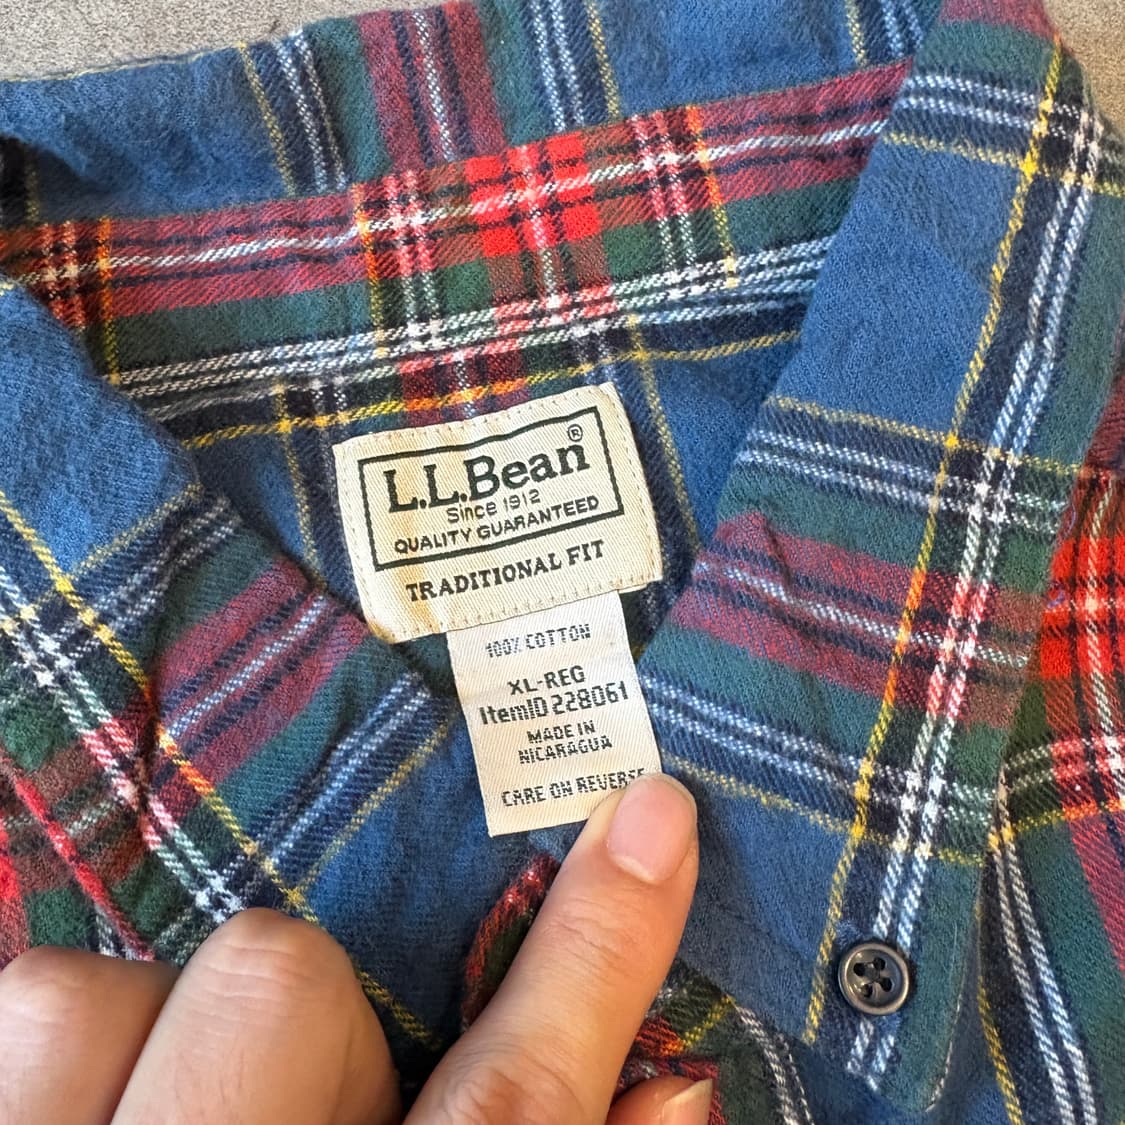 L.L.Bean®
Since 1912
QUALITY GUARANTEED
TRADITIONAL FIT
100% COTTON
XL-REG
ItemID 228061
MADE IN
NICARAGUA
CARE ON REVERSE